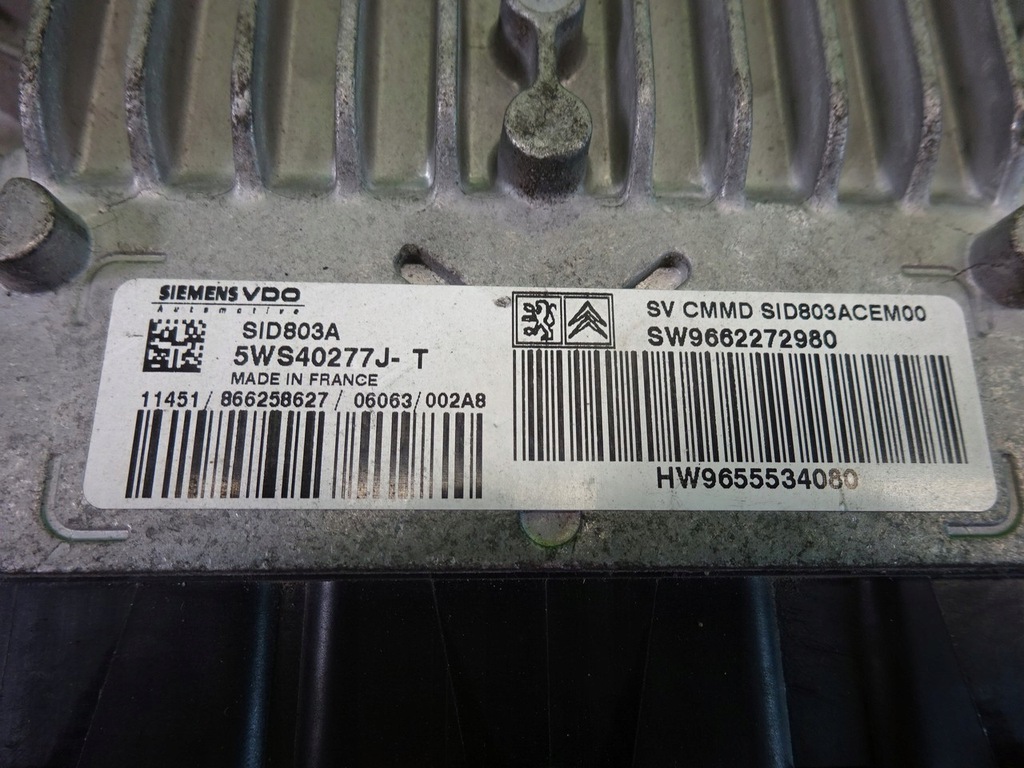 SIEMENS VDO
Automotive
SID803A
5WS40277J- T
MADE IN FRANCE
11451/ 866258627/ 06063/ 002A8
SV CMMD SID803ACEM00
SW9662272980
HW9655534080